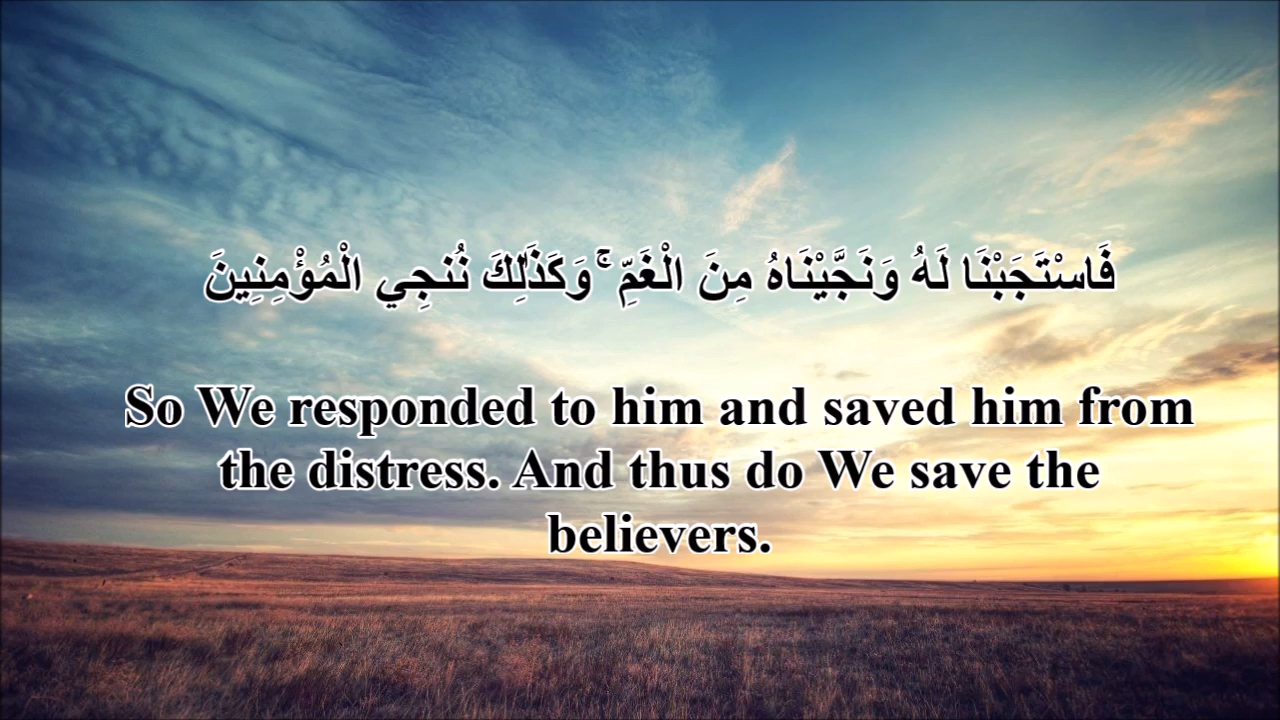 فَاسْتَجَبْنَا لَهُ وَنَجَّيْنَاهُ مِنَ الْغَمِّ ۚ وَكَذَٰلِكَ نُنجِي الْمُؤْمِنِينَ
So We responded to him and saved him from
the distress. And thus do We save the
believers.